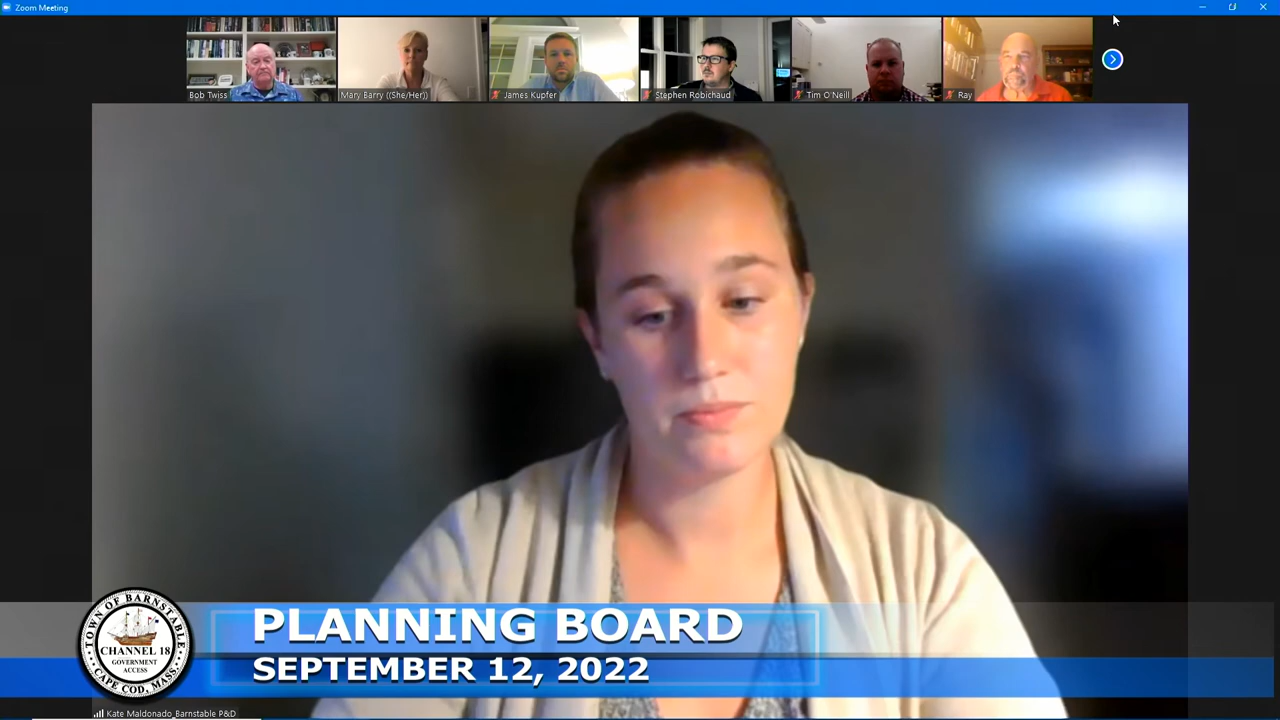 Zoom Meeting
Bob Twiss
Mary Barry ((She/Her))
James Kupfer
Stephen Robichaud
Tim O'Neill
Ray
TOWN OF BARNSTABLE
CHANNEL 18
GOVERNMENT
ACCESS
CAPE COD, MASS.
PLANNING BOARD
SEPTEMBER 12, 2022
Kate Maldonado_Barnstable P&D